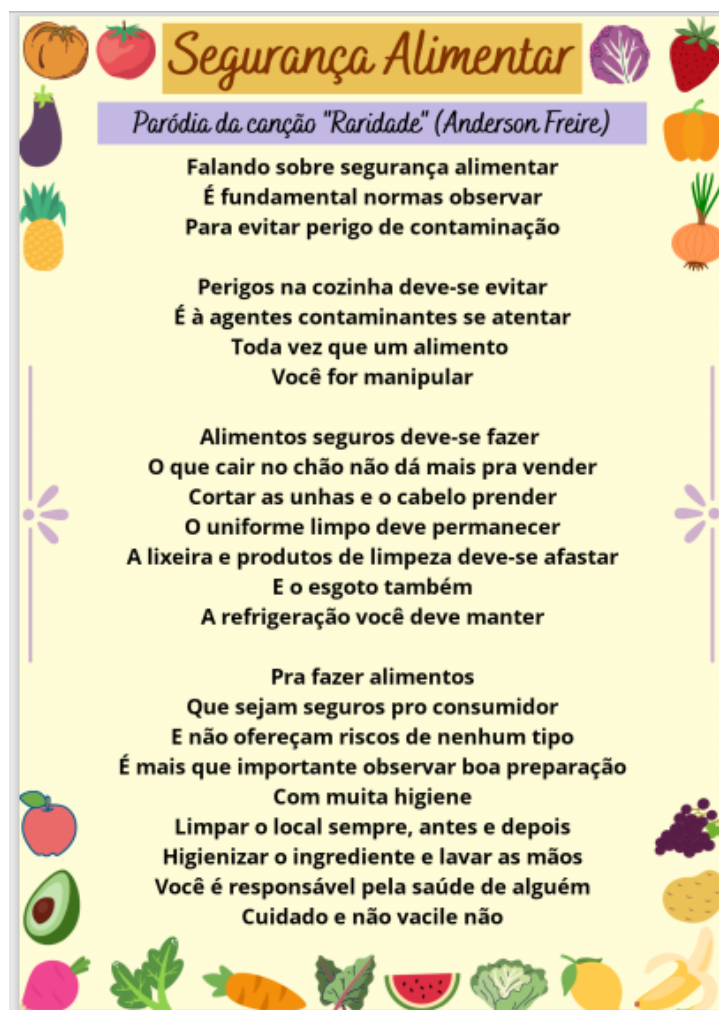 Segurança Alimentar
Paródia da canção "Raridade" (Anderson Freire)
Falando sobre segurança alimentar
É fundamental normas observar
Para evitar perigo de contaminação
Perigos na cozinha deve-se evitar
É à agentes contaminantes se atentar
Toda vez que um alimento
Você for manipular
Alimentos seguros deve-se fazer
O que cair no chão não dá mais pra vender
Cortar as unhas e o cabelo prender
O uniforme limpo deve permanecer
A lixeira e produtos de limpeza deve-se afastar
E o esgoto também
A refrigeração você deve manter
Pra fazer alimentos
Que sejam seguros pro consumidor
E não ofereçam riscos de nenhum tipo
É mais que importante observar boa preparação
Com muita higiene
Limpar o local sempre, antes e depois
Higienizar o ingrediente e lavar as mãos
Você é responsável pela saúde de alguém
Cuidado e não vacile não